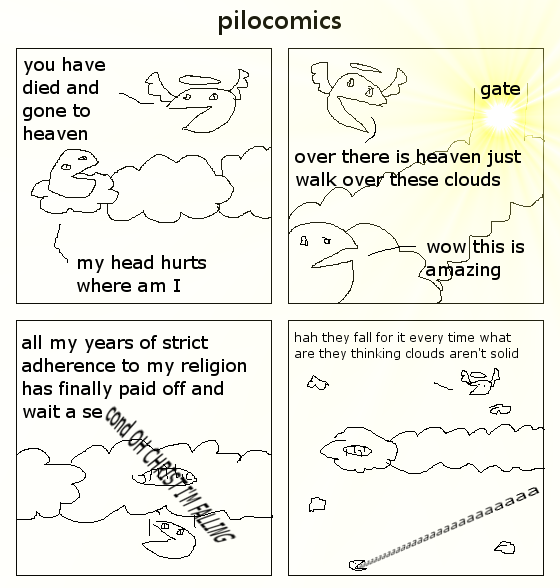 pilocomics
you have
died and
gone to
heaven
my head hurts
where am I
gate
over there is heaven just
walk over these clouds
wow this is
amazing
all my years of strict
adherence to my religion
has finally paid off and
wait a se
cond OH CHRIST I'M FALLING
hah they fall for it every time what
are they thinking clouds aren't solid